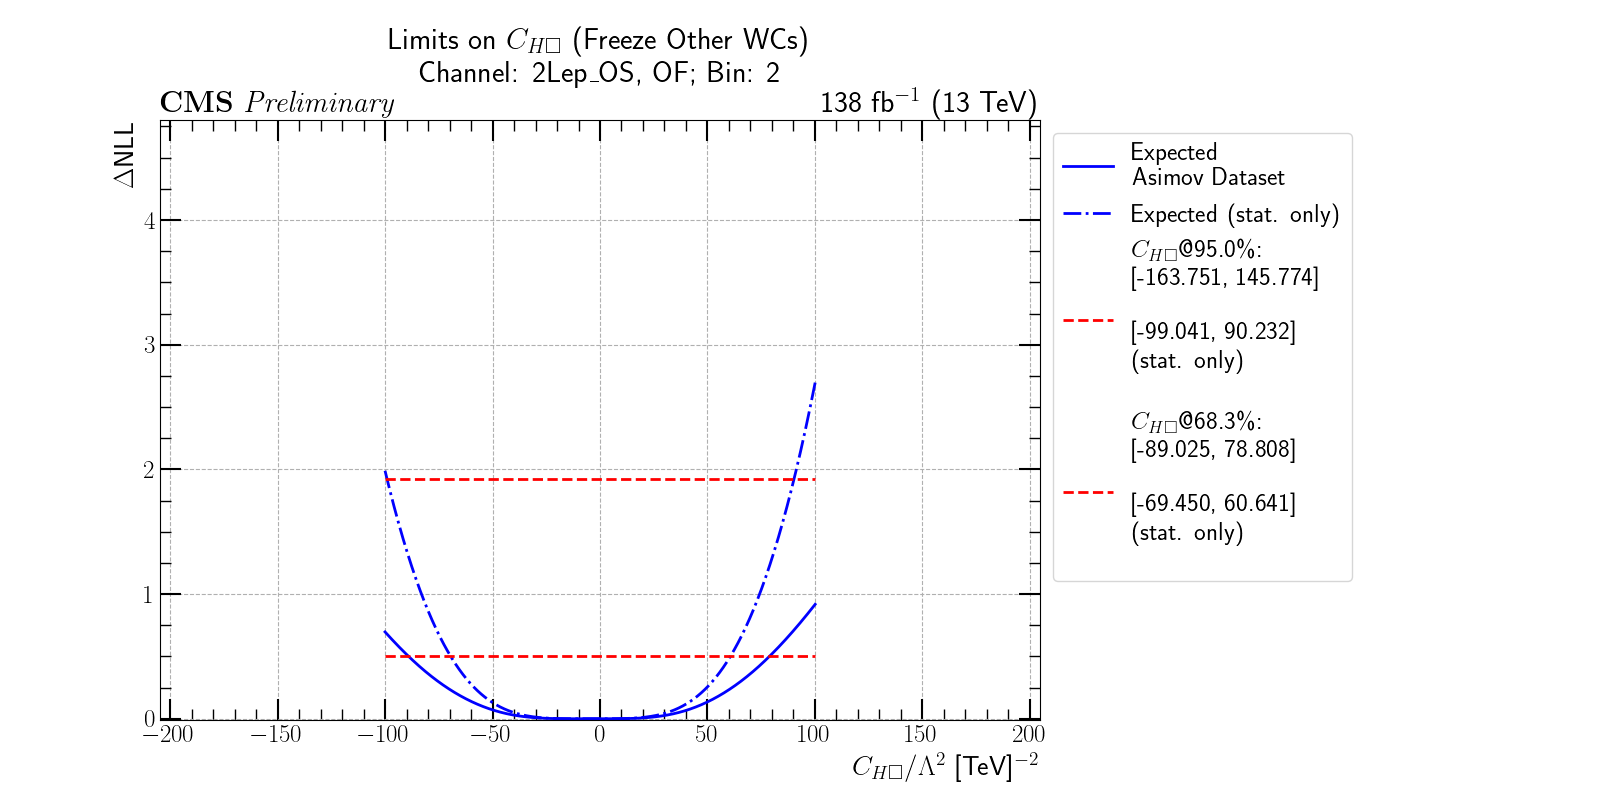 Limits on C_{H□} (Freeze Other WCs)
Channel: 2Lep_OS, OF; Bin: 2
CMS Preliminary 138 fb⁻¹ (13 TeV)
ΔNLL
4
3
2
1
0
−200 −150 −100 −50 0 50 100 150 200
C_{H□}/Λ² [TeV]⁻²
Expected
Asimov Dataset
Expected (stat. only)
C_{H□}@95.0%:
[-163.751, 145.774]
[-99.041, 90.232]
(stat. only)
C_{H□}@68.3%:
[-89.025, 78.808]
[-69.450, 60.641]
(stat. only)